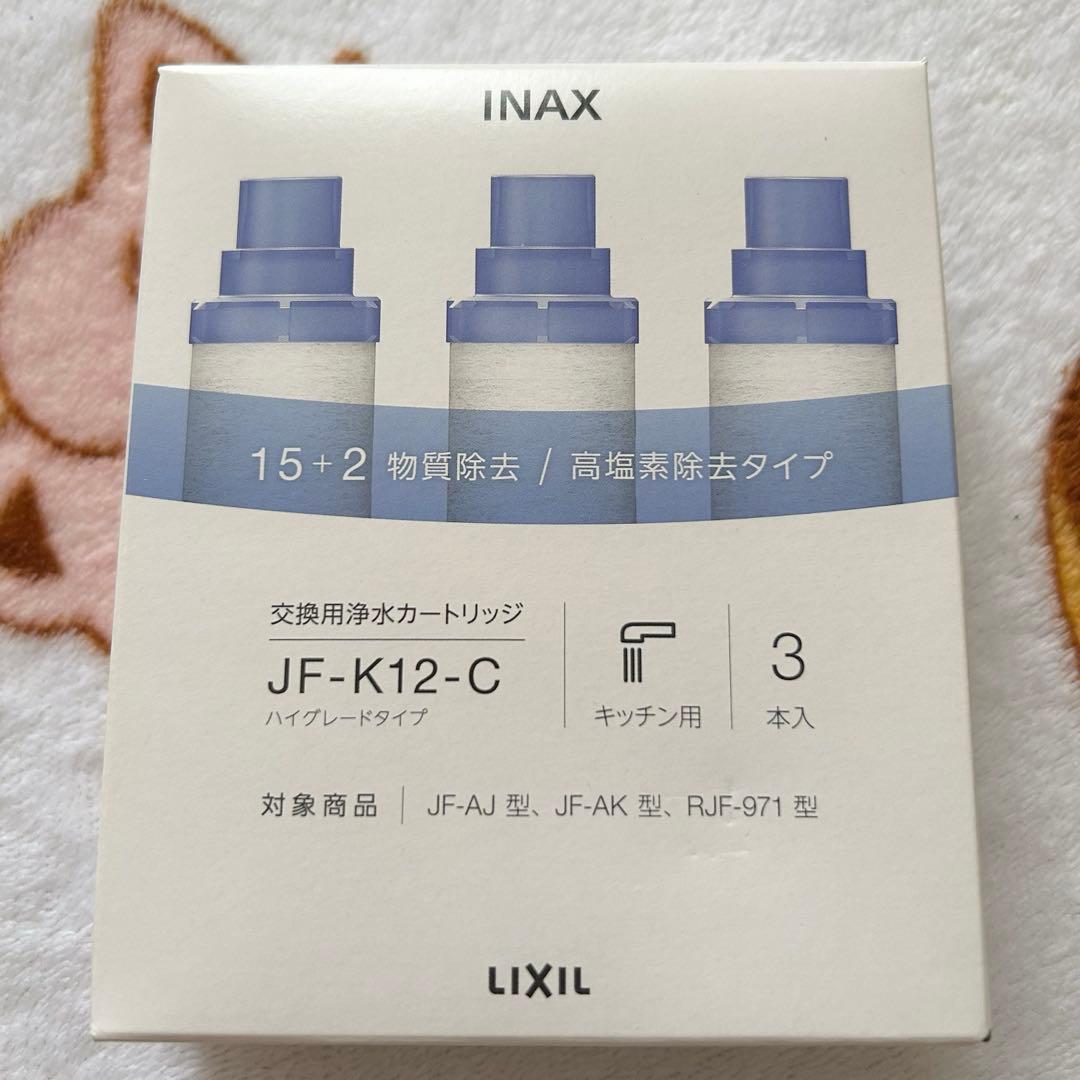 INAX
15+2 物質除去 / 高塩素除去タイプ
交換用浄水カートリッジ
JF-K12-C
ハイグレードタイプ
キッチン用
3
本入
対象商品 JF-AJ 型、JF-AK 型、RJF-971 型
LIXIL